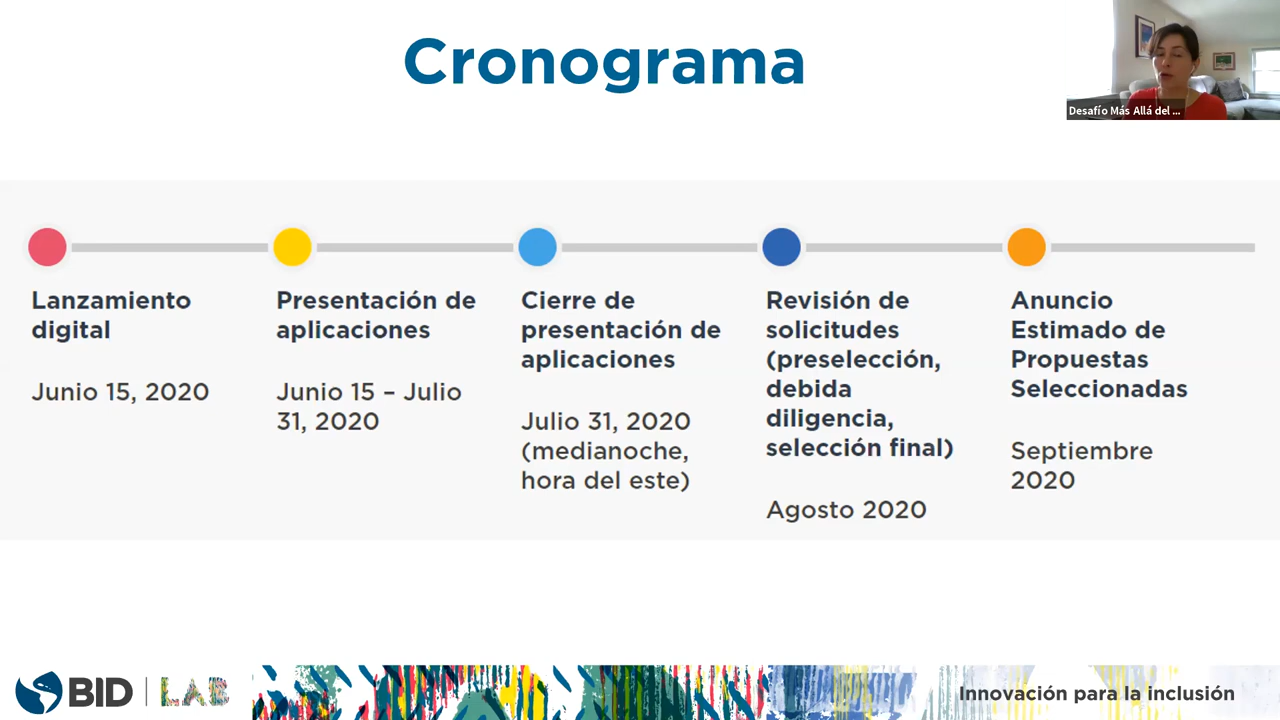 Cronograma
Desafío Más Allá del ...
Lanzamiento
digital
Junio 15, 2020
Presentación de
aplicaciones
Junio 15 – Julio
31, 2020
Cierre de
presentación de
aplicaciones
Julio 31, 2020
(medianoche,
hora del este)
Revisión de
solicitudes
(preselección,
debida
diligencia,
selección final)
Agosto 2020
Anuncio
Estimado de
Propuestas
Seleccionadas
Septiembre
2020
BID | LAB
Innovación para la inclusión